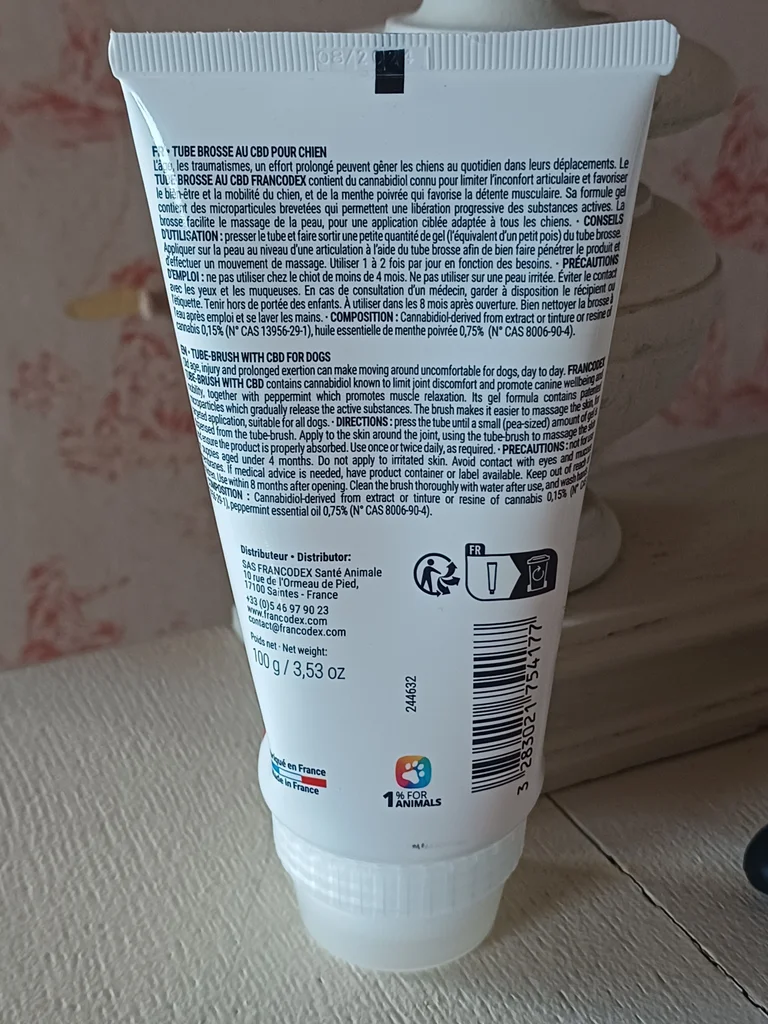 08/202
FR • TUBE BROSSE AU CBD POUR CHIEN
L'âge, les traumatismes, un effort prolongé peuvent gêner les chiens au quotidien dans leurs déplacements. Le
TUBE BROSSE AU CBD FRANCODEX contient du cannabidiol connu pour limiter l'inconfort articulaire et favoriser
le bien-être et la mobilité du chien, et de la menthe poivrée qui favorise la détente musculaire. Sa formule gel
contient des microparticules brevetées qui permettent une libération progressive des substances actives. La
brosse facilite le massage de la peau, pour une application ciblée adaptée à tous les chiens. • CONSEILS
D'UTILISATION : presser le tube et faire sortir une petite quantité de gel (l'équivalent d'un petit pois) du tube brosse.
Appliquer sur la peau au niveau d'une articulation à l'aide du tube brosse afin de bien faire pénétrer le produit et
d'effectuer un mouvement de massage. Utiliser 1 à 2 fois par jour en fonction des besoins. • PRÉCAUTIONS
D'EMPLOI : ne pas utiliser chez le chiot de moins de 4 mois. Ne pas utiliser sur une peau irritée. Éviter le contact
avec les yeux et les muqueuses. En cas de consultation d'un médecin, garder à disposition le récipient ou
l'étiquette. Tenir hors de portée des enfants. À utiliser dans les 8 mois après ouverture. Bien nettoyer la brosse à
l'eau après emploi et se laver les mains. • COMPOSITION : Cannabidiol-derived from extract or tincture or resine of
cannabis 0,15% (N° CAS 13956-29-1), huile essentielle de menthe poivrée 0,75% (N° CAS 8006-90-4).
EN • TUBE-BRUSH WITH CBD FOR DOGS
Old age, injury and prolonged exertion can make moving around uncomfortable for dogs, day to day. FRANCODEX
TUBE-BRUSH WITH CBD contains cannabidiol known to limit joint discomfort and promote canine wellbeing and
together with peppermint which promotes muscle relaxation. Its gel formula contains patented
which gradually release the active substances. The brush makes it easier to massage the skin, for
application, suitable for all dogs. • DIRECTIONS : press the tube until a small (pea-sized) amount of gel is
from the tube-brush. Apply to the skin around the joint, using the tube-brush to massage the skin
ensure the product is properly absorbed. Use once or twice daily, as required. • PRECAUTIONS : not for use
aged under 4 months. Do not apply to irritated skin. Avoid contact with eyes and
If medical advice is needed, have product container or label available. Keep out of reach
Use within 8 months after opening. Clean the brush thoroughly with water after use, and wash
: Cannabidiol-derived from extract or tincture or resine of cannabis 0,15% (N°
peppermint essential oil 0,75% (N° CAS 8006-90-4).
Distributeur • Distributor:
SAS FRANCODEX Santé Animale
10 rue de l'Ormeau de Pied,
17100 Saintes - France
+33 (0)5 46 97 90 23
www.francodex.com
contact@francodex.com
Poids net • Net weight:
100 g / 3,53 oz
FR
244632
3 283021 754177
Fabriqué en France
Made in France
1% FOR
ANIMALS